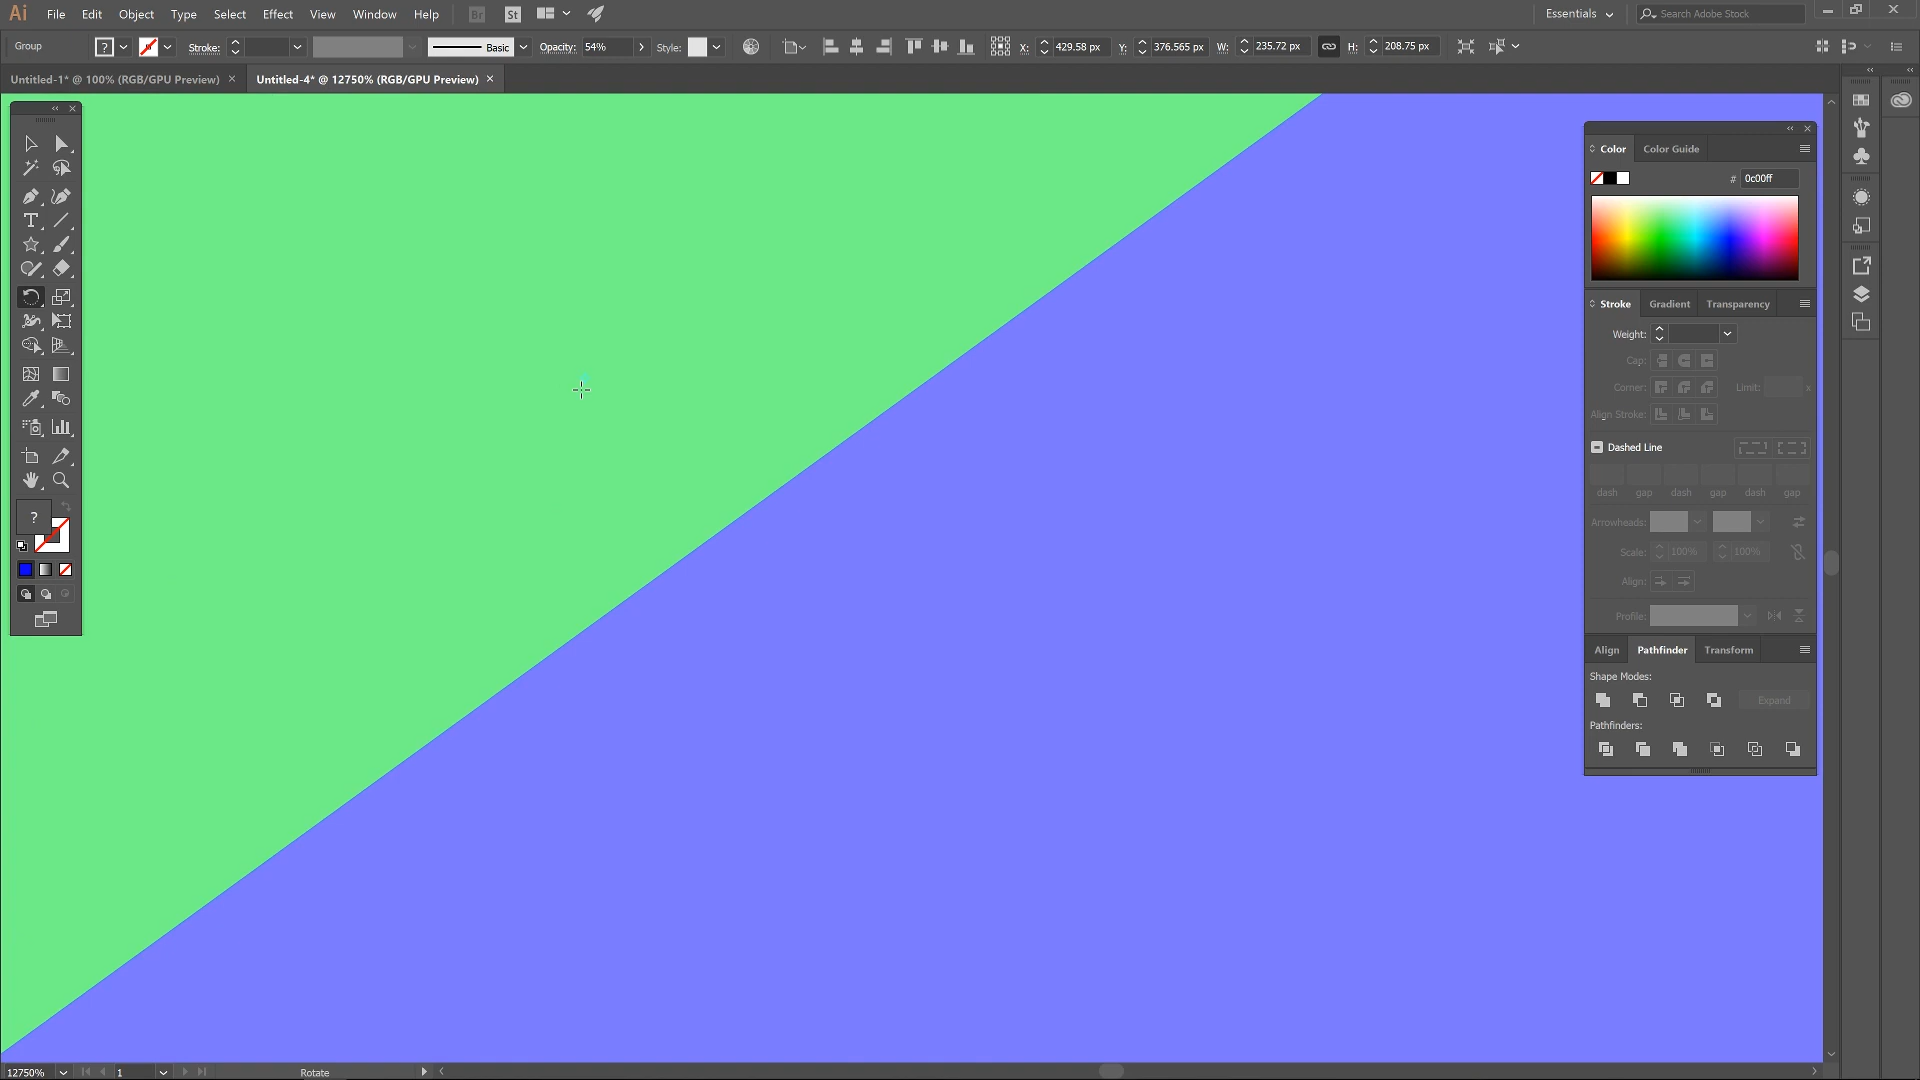 Ai File Edit Object Type Select Effect View Window Help Br St Essentials Search Adobe Stock
Group ? Stroke: Basic Opacity: 54% Style: X: 429.58 px Y: 376.565 px W: 235.72 px H: 208.75 px
Untitled-1* @ 100% (RGB/GPU Preview) × Untitled-4* @ 12750% (RGB/GPU Preview) ×
Color Color Guide
# 0c00ff
Stroke Gradient Transparency
Weight:
Cap:
Corner: Limit: x
Align Stroke:
Dashed Line
dash gap dash gap dash gap
Arrowheads:
Scale: 100% 100%
Align:
Profile:
Align Pathfinder Transform
Shape Modes:
Expand
Pathfinders:
T
?
12750% 1 Rotate